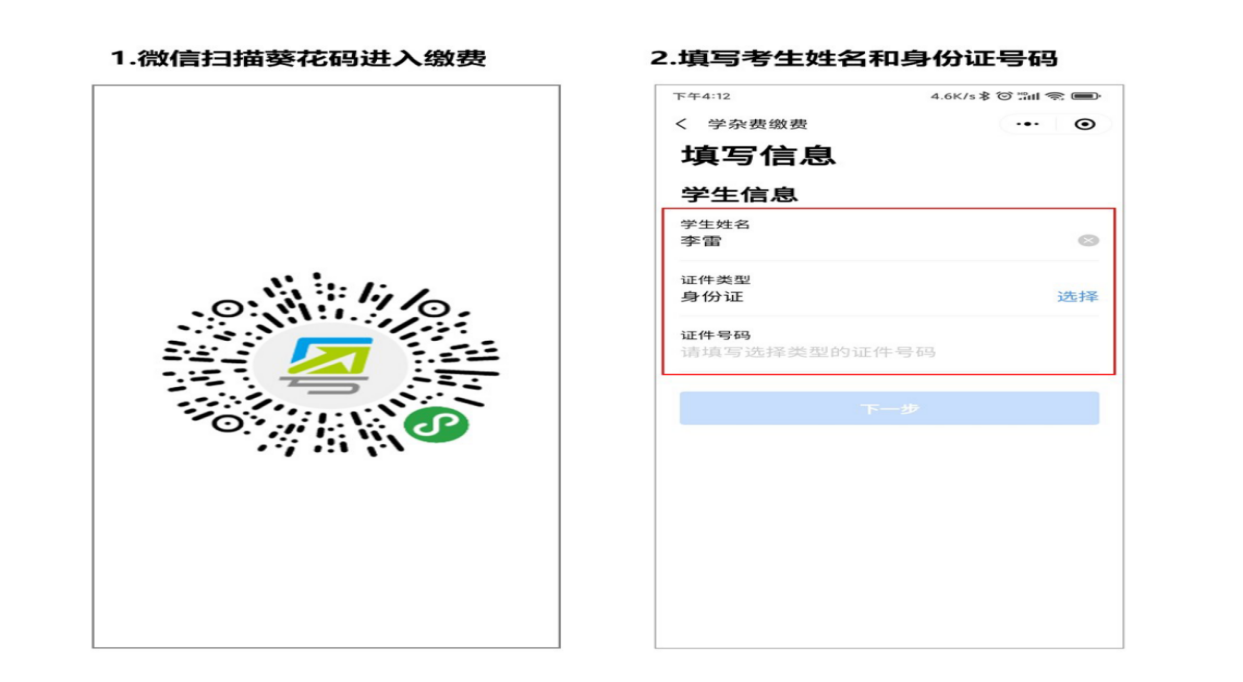 1.微信扫描葵花码进入缴费
2.填写考生姓名和身份证号码
下午4:12
4.6K/s
学杂费缴费
填写信息
学生信息
学生姓名
李雷
证件类型
身份证
选择
证件号码
请填写选择类型的证件号码
下一步